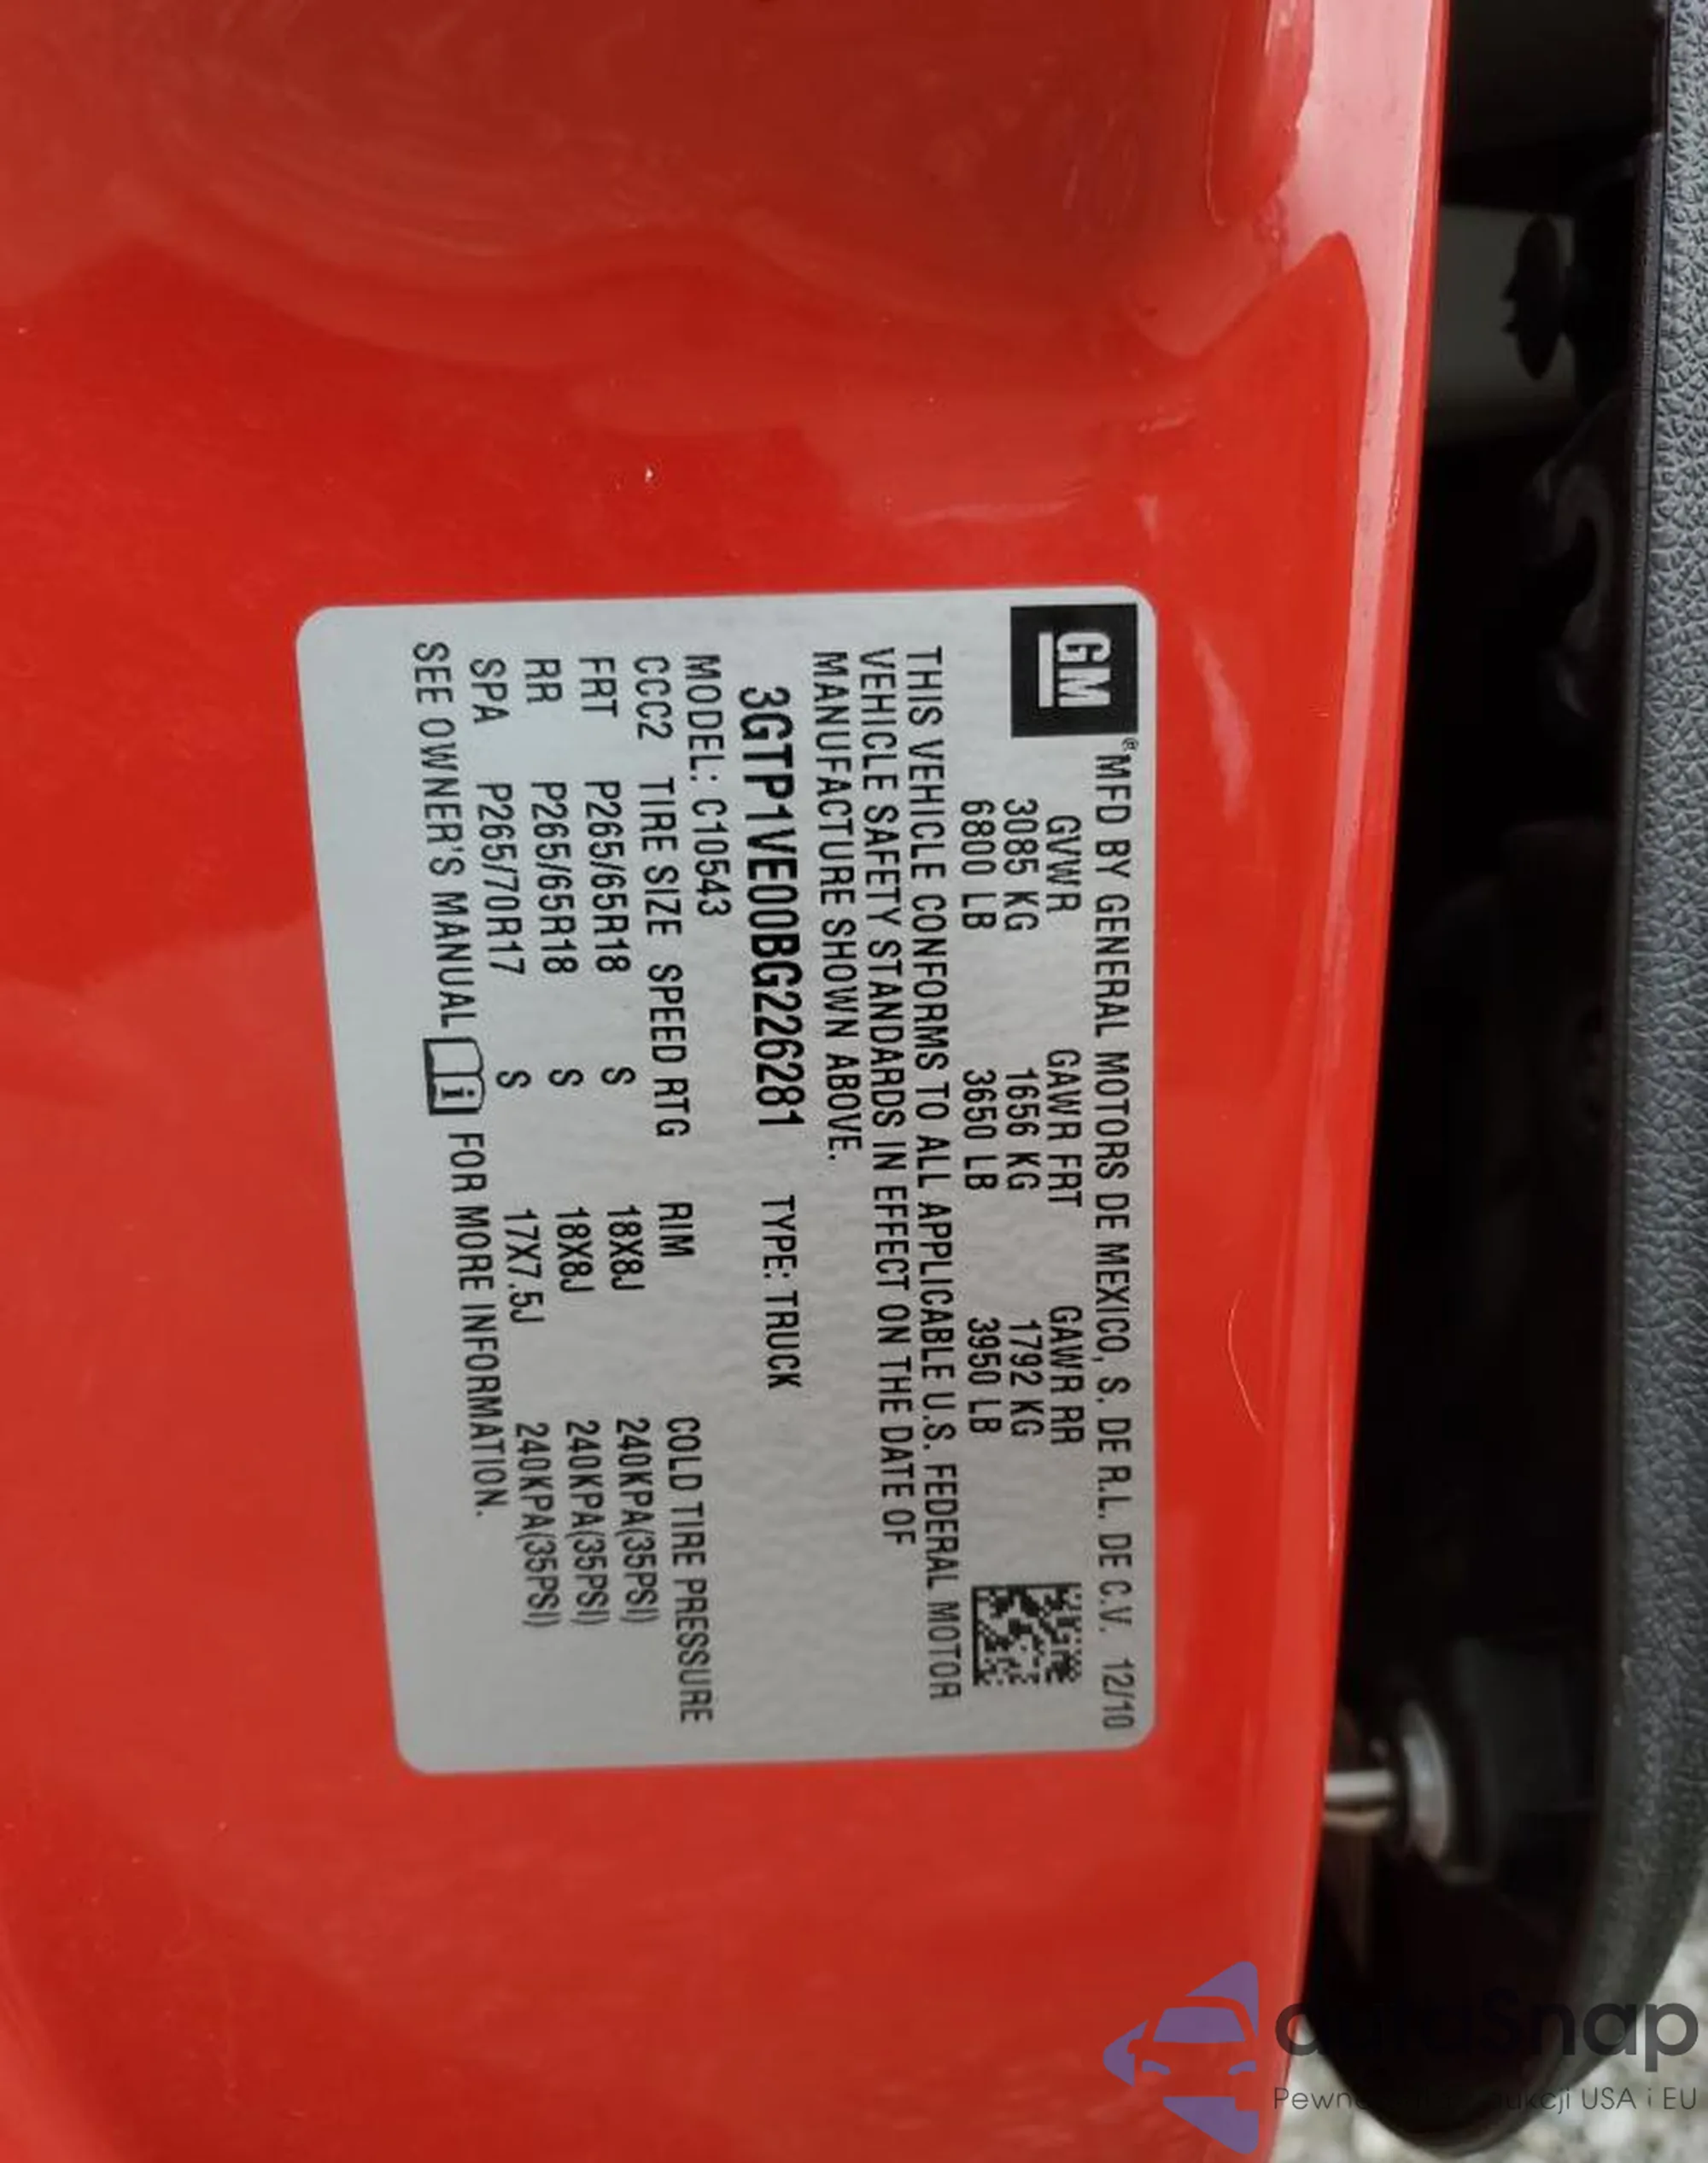 GM
® MFD BY GENERAL MOTORS DE MEXICO, S. DE R.L. DE C.V. 12/10
GVWR GAWR FRT GAWR RR
3085 KG 1656 KG 1792 KG
6800 LB 3650 LB 3950 LB
THIS VEHICLE CONFORMS TO ALL APPLICABLE U.S. FEDERAL MOTOR
VEHICLE SAFETY STANDARDS IN EFFECT ON THE DATE OF
MANUFACTURE SHOWN ABOVE.
3GTP1VE00BG226281 TYPE: TRUCK
MODEL: C10543
CCC2 TIRE SIZE SPEED RTG RIM COLD TIRE PRESSURE
FRT P265/65R18 S 18X8J 240KPA(35PSI)
RR P265/65R18 S 18X8J 240KPA(35PSI)
SPA P265/70R17 S 17X7.5J 240KPA(35PSI)
SEE OWNER'S MANUAL i FOR MORE INFORMATION.
autoSnap
USA i EU